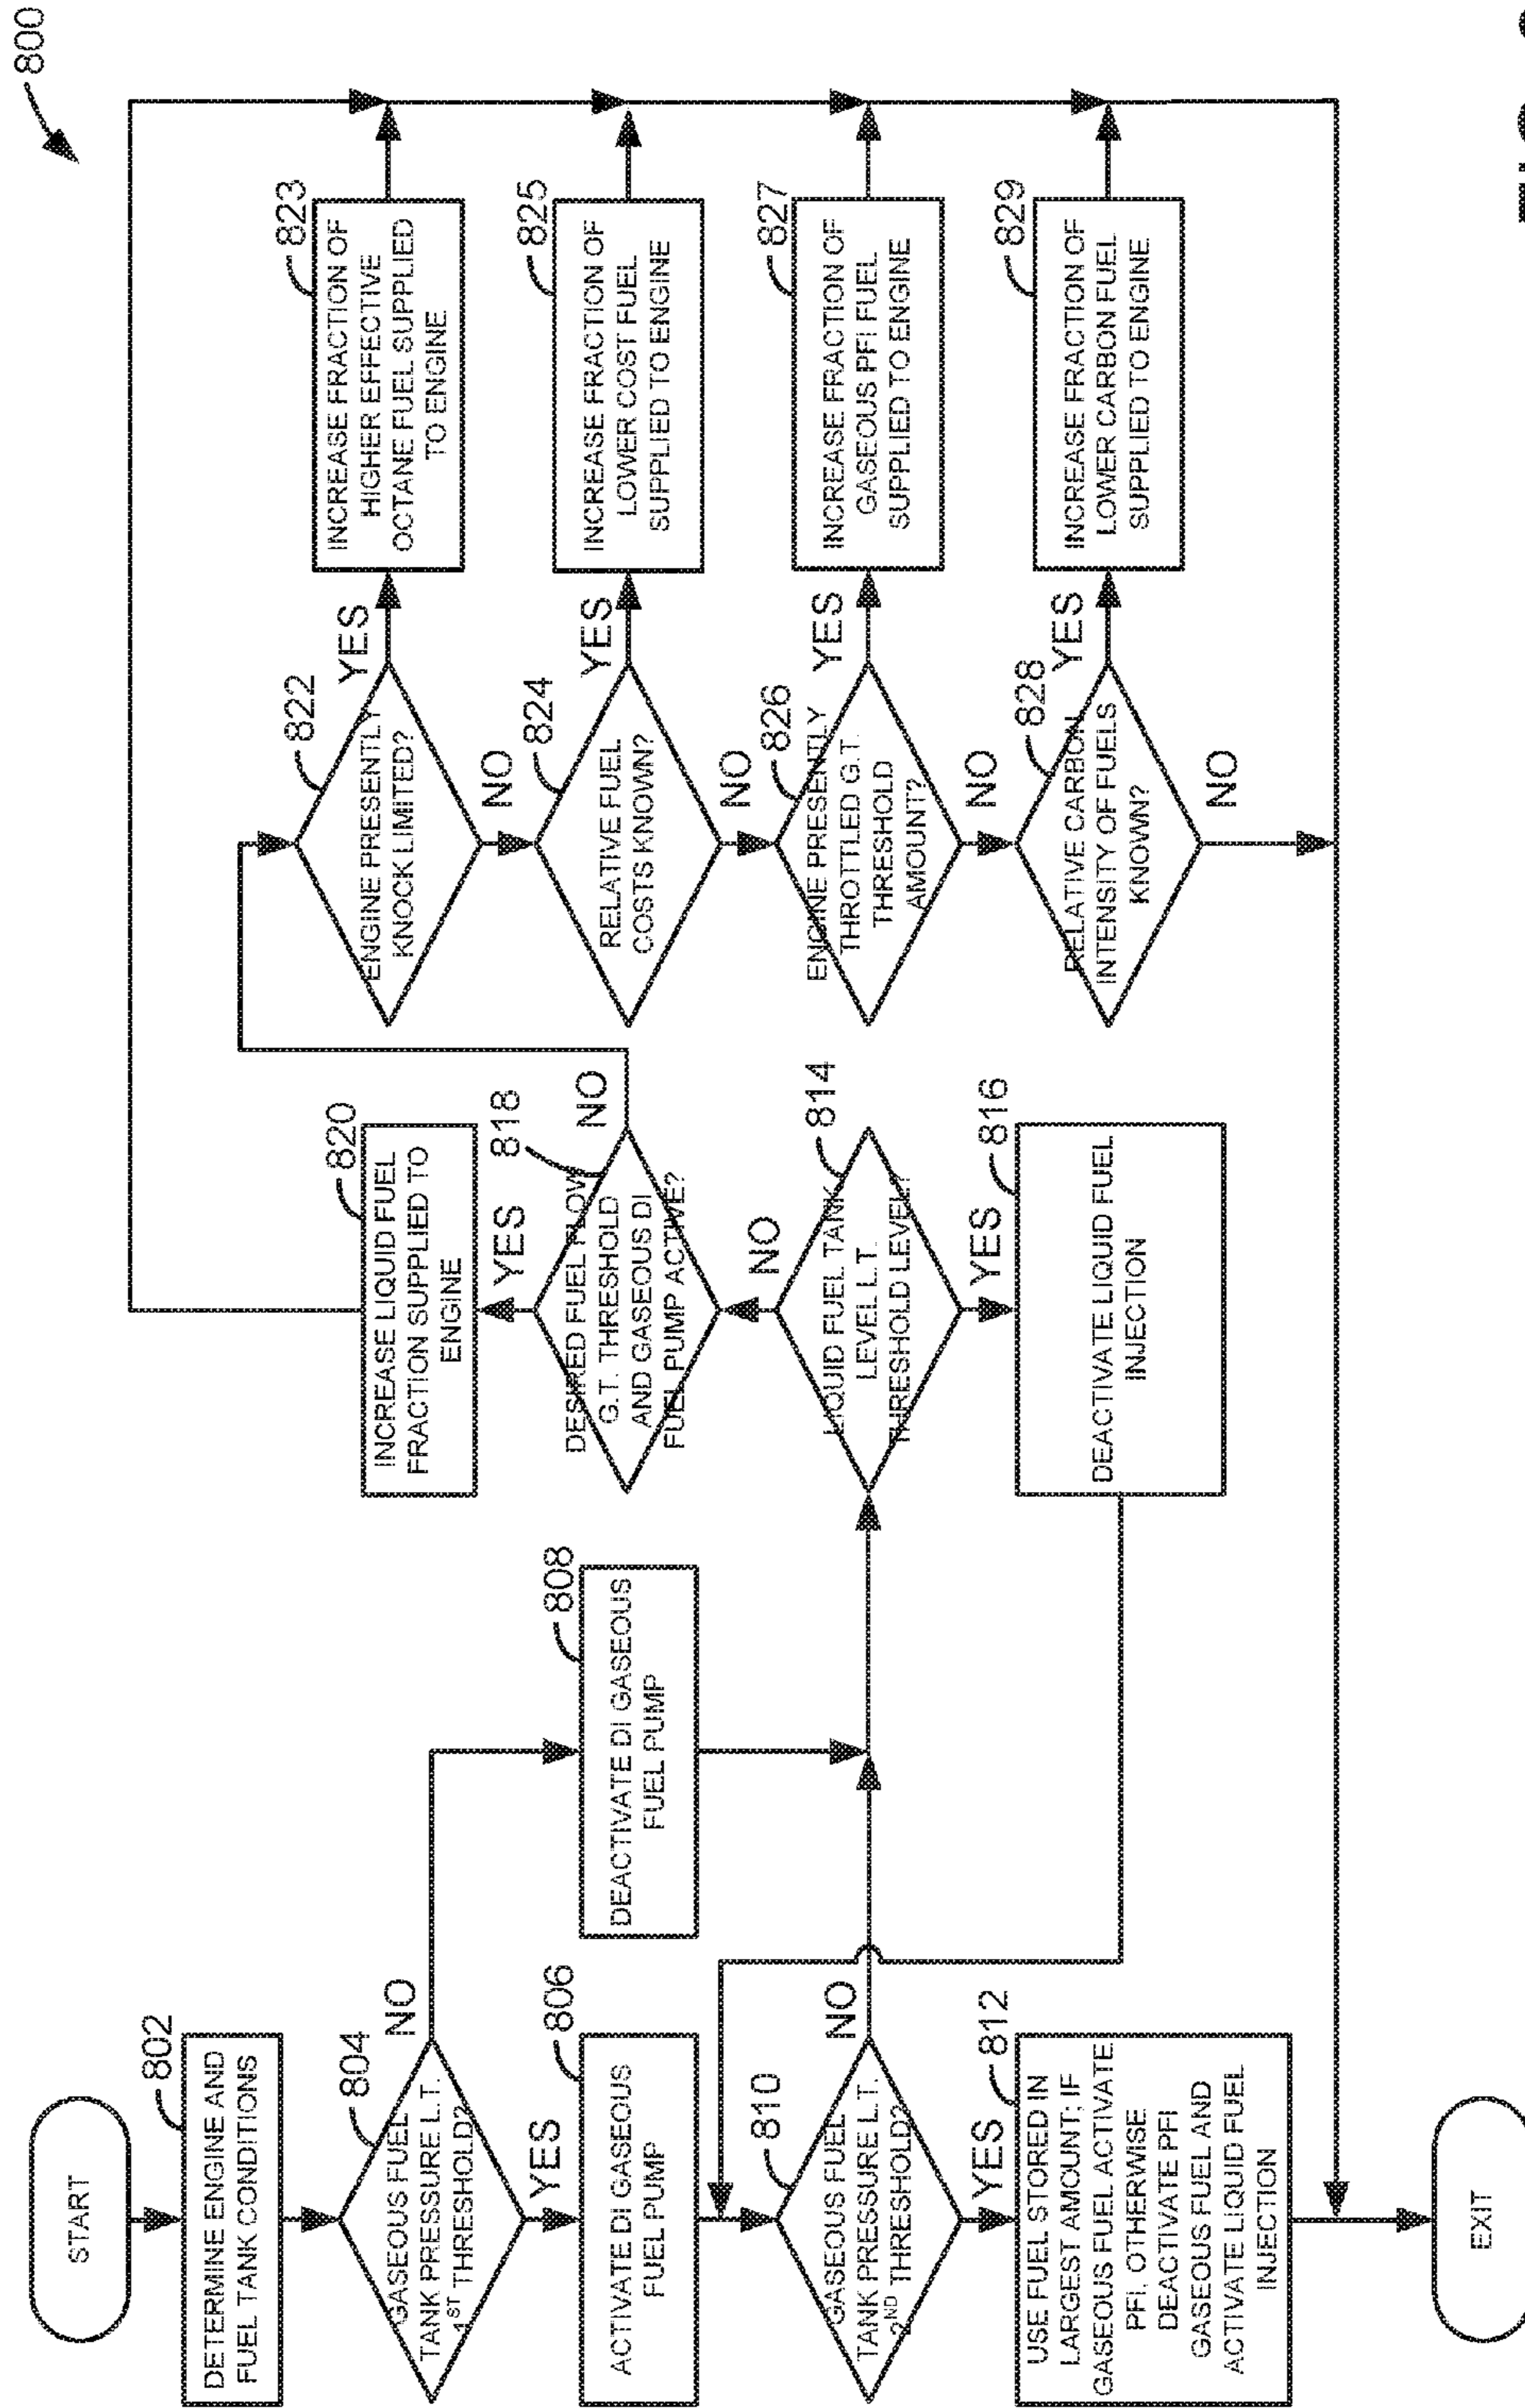 800
START
802
DETERMINE ENGINE AND
FUEL TANK CONDITIONS
804
GASEOUS FUEL
TANK PRESSURE L.T.
1ST THRESHOLD?
NO
YES
806
ACTIVATE DI GASEOUS
FUEL PUMP
808
DEACTIVATE DI GASEOUS
FUEL PUMP
810
GASEOUS FUEL
TANK PRESSURE L.T.
2ND THRESHOLD?
NO
YES
812
USE FUEL STORED IN
LARGEST AMOUNT; IF
GASEOUS FUEL ACTIVATE
PFI. OTHERWISE
DEACTIVATE PFI
GASEOUS FUEL AND
ACTIVATE LIQUID FUEL
INJECTION
EXIT
820
INCREASE LIQUID FUEL
FRACTION SUPPLIED TO
ENGINE
YES
818
DESIRED FUEL FLOW
G.T. THRESHOLD
AND GASEOUS DI
FUEL PUMP ACTIVE?
NO
NO
814
LIQUID FUEL TANK
LEVEL L.T.
THRESHOLD LEVEL?
YES
816
DEACTIVATE LIQUID FUEL
INJECTION
822
ENGINE PRESENTLY
KNOCK LIMITED?
YES
NO
823
INCREASE FRACTION OF
HIGHER EFFECTIVE
OCTANE FUEL SUPPLIED
TO ENGINE
824
RELATIVE FUEL
COSTS KNOWN?
YES
NO
825
INCREASE FRACTION OF
LOWER COST FUEL
SUPPLIED TO ENGINE
826
ENGINE PRESENTLY
THROTTLED G.T.
THRESHOLD
AMOUNT?
YES
NO
827
INCREASE FRACTION OF
GASEOUS PFI FUEL
SUPPLIED TO ENGINE
828
RELATIVE CARBON
INTENSITY OF FUELS
KNOWN?
YES
NO
829
INCREASE FRACTION OF
LOWER CARBON FUEL
SUPPLIED TO ENGINE